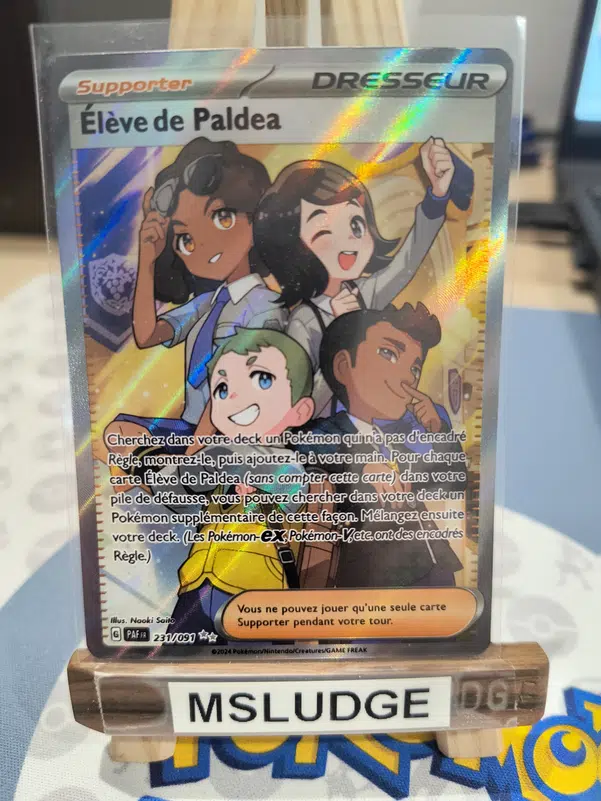 Supporter DRESSEUR
Élève de Paldea
Cherchez dans votre deck un Pokémon qui n'a pas d'encadré
Règle, montrez-le, puis ajoutez-le à votre main. Pour chaque
carte Élève de Paldea (sans compter cette carte) dans votre
pile de défausse, vous pouvez chercher dans votre deck un
Pokémon supplémentaire de cette façon. Mélangez ensuite
votre deck. (Les Pokémon-ex, Pokémon-V, etc. ont des encadrés
Règle.)
Vous ne pouvez jouer qu'une seule carte
Supporter pendant votre tour.
Illus. Naoki Saito
G PAF FR 231/091
©2024 Pokémon/Nintendo/Creatures/GAME FREAK
MSLUDGE